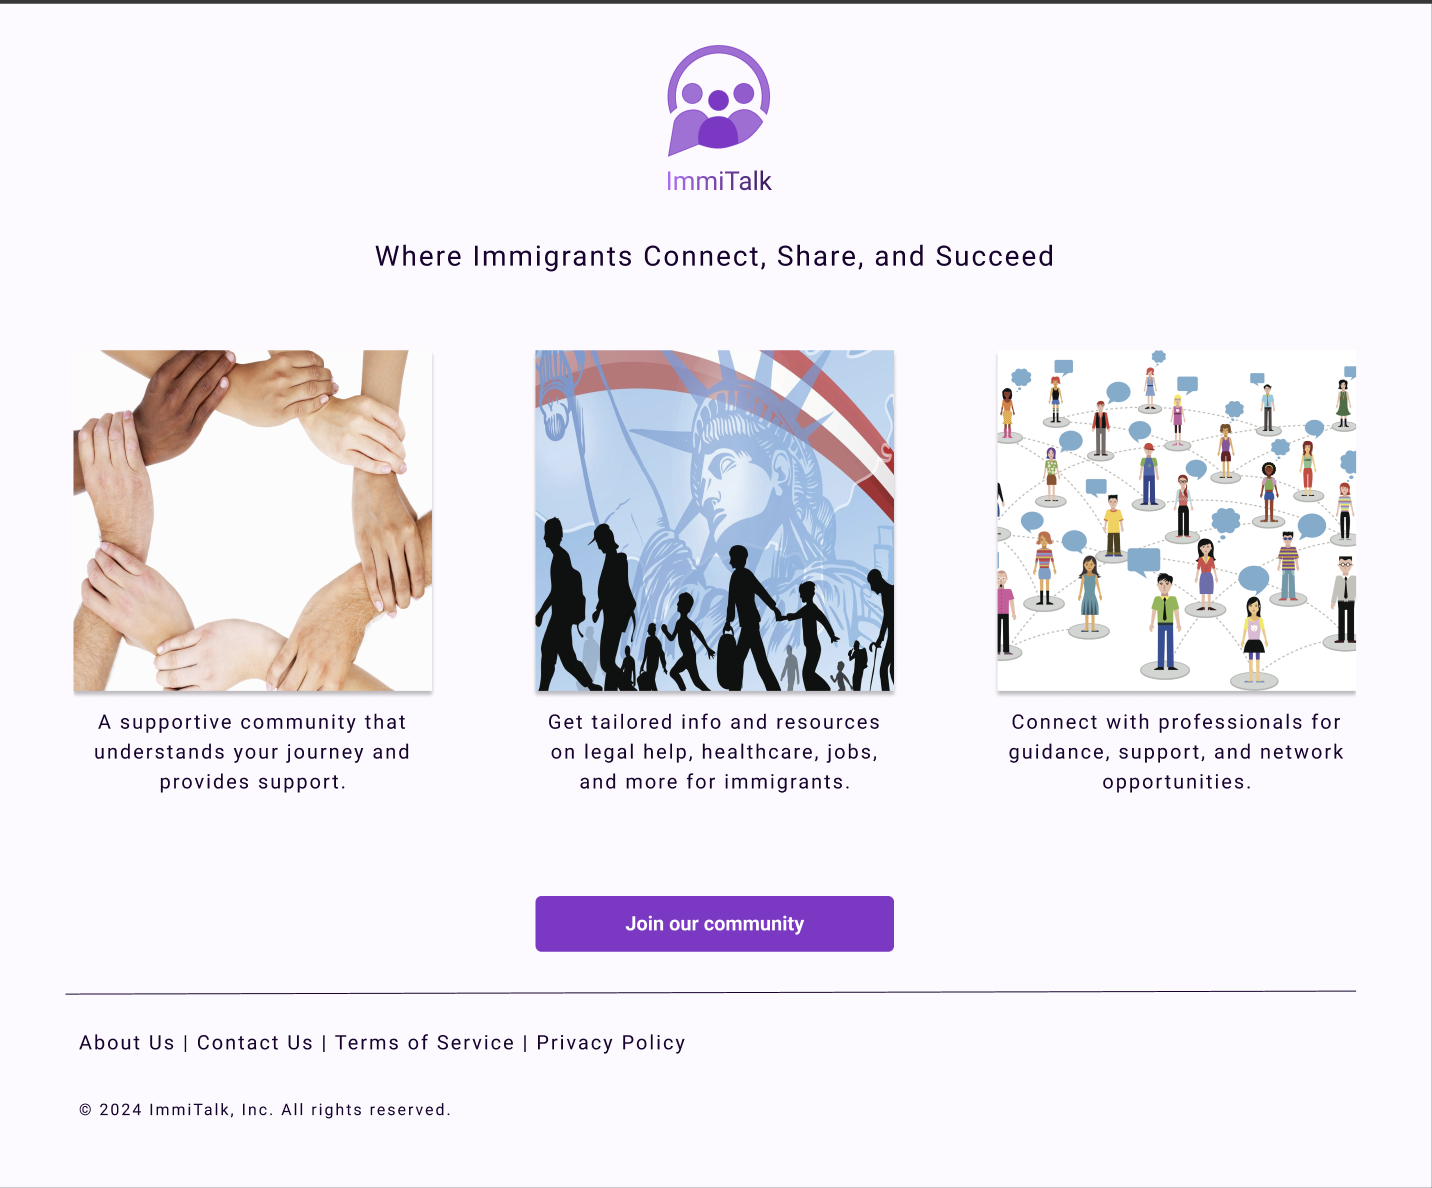 ImmiTalk
Where Immigrants Connect, Share, and Succeed
A supportive community that
understands your journey and
provides support.
Get tailored info and resources
on legal help, healthcare, jobs,
and more for immigrants.
Connect with professionals for
guidance, support, and network
opportunities.
Join our community
About Us | Contact Us | Terms of Service | Privacy Policy
© 2024 ImmiTalk, Inc. All rights reserved.